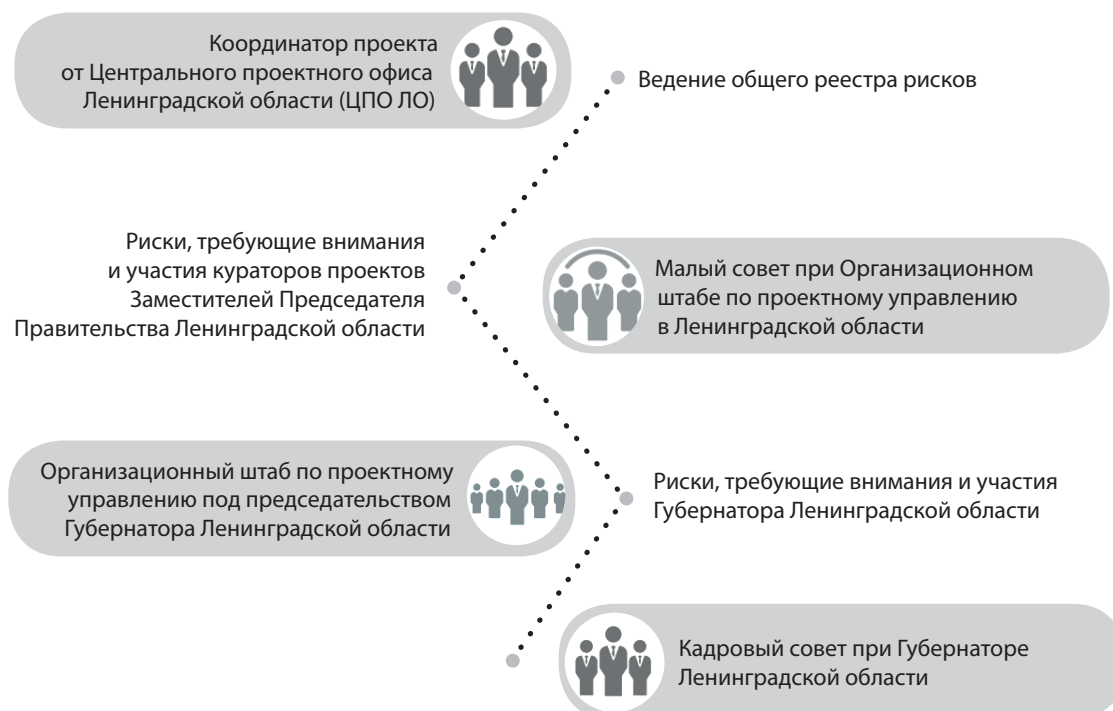 Координатор проекта
от Центрального проектного офиса
Ленинградской области (ЦПО ЛО)
Ведение общего реестра рисков
Риски, требующие внимания
и участия кураторов проектов
Заместителей Председателя
Правительства Ленинградской области
Малый совет при Организационном
штабе по проектному управлению
в Ленинградской области
Организационный штаб по проектному
управлению под председательством
Губернатора Ленинградской области
Риски, требующие внимания и участия
Губернатора Ленинградской области
Кадровый совет при Губернаторе
Ленинградской области